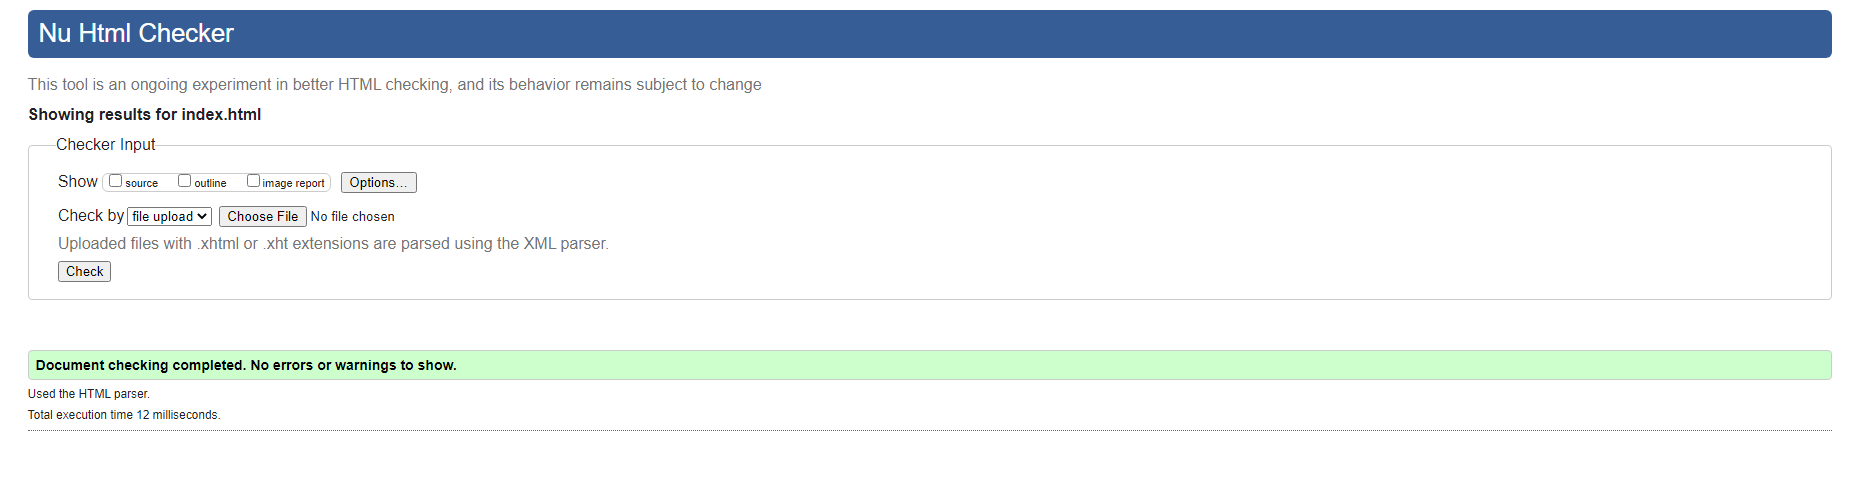 Nu Html Checker
This tool is an ongoing experiment in better HTML checking, and its behavior remains subject to change
Showing results for index.html
Checker Input
Show source outline image report Options...
Check by file upload Choose File No file chosen
Uploaded files with .xhtml or .xht extensions are parsed using the XML parser.
Check
Document checking completed. No errors or warnings to show.
Used the HTML parser.
Total execution time 12 milliseconds.